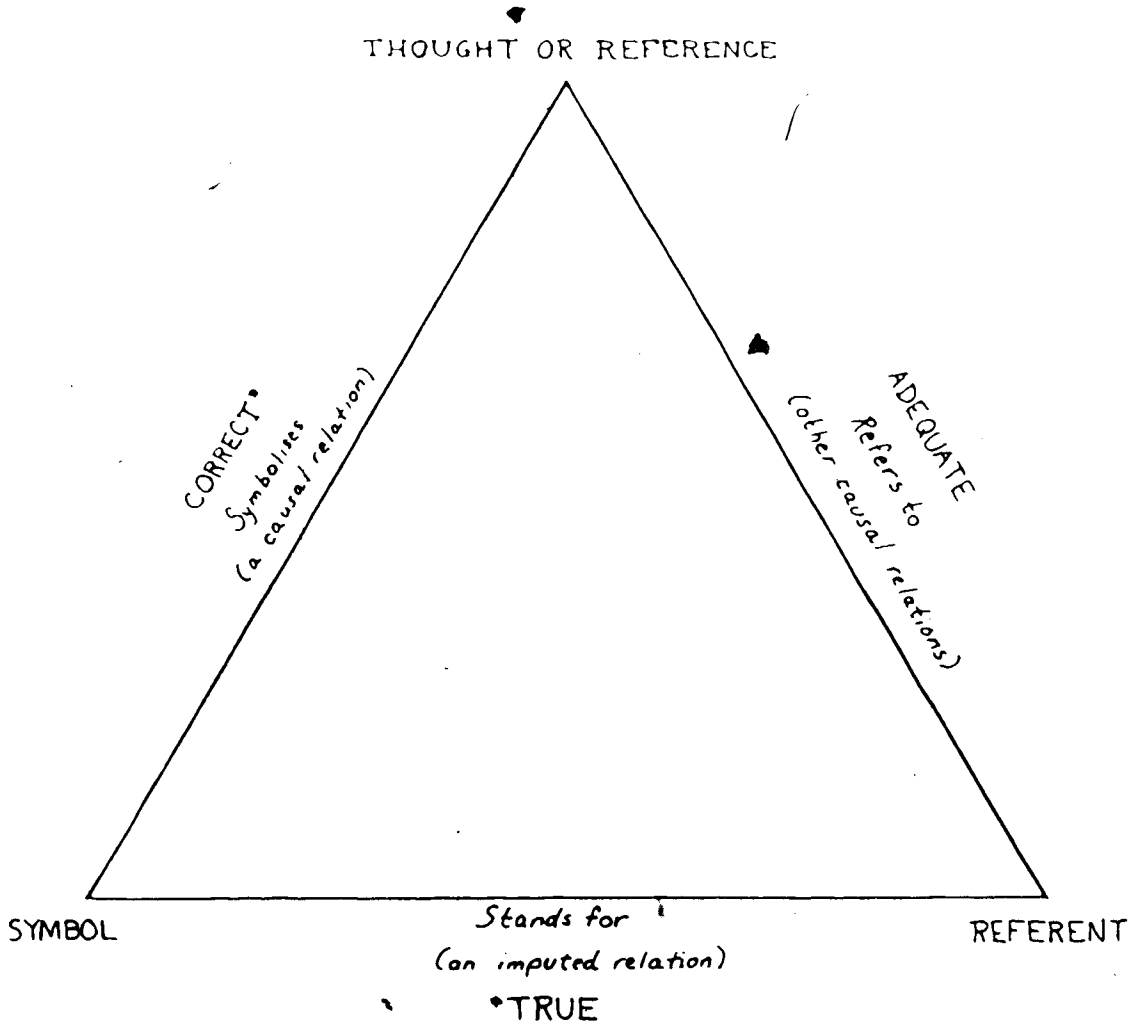 THOUGHT OR REFERENCE
CORRECT*
Symbolises
(a causal relation)
ADEQUATE
Refers to
(other causal relations)
SYMBOL
Stands for
REFERENT
(an imputed relation)
*TRUE